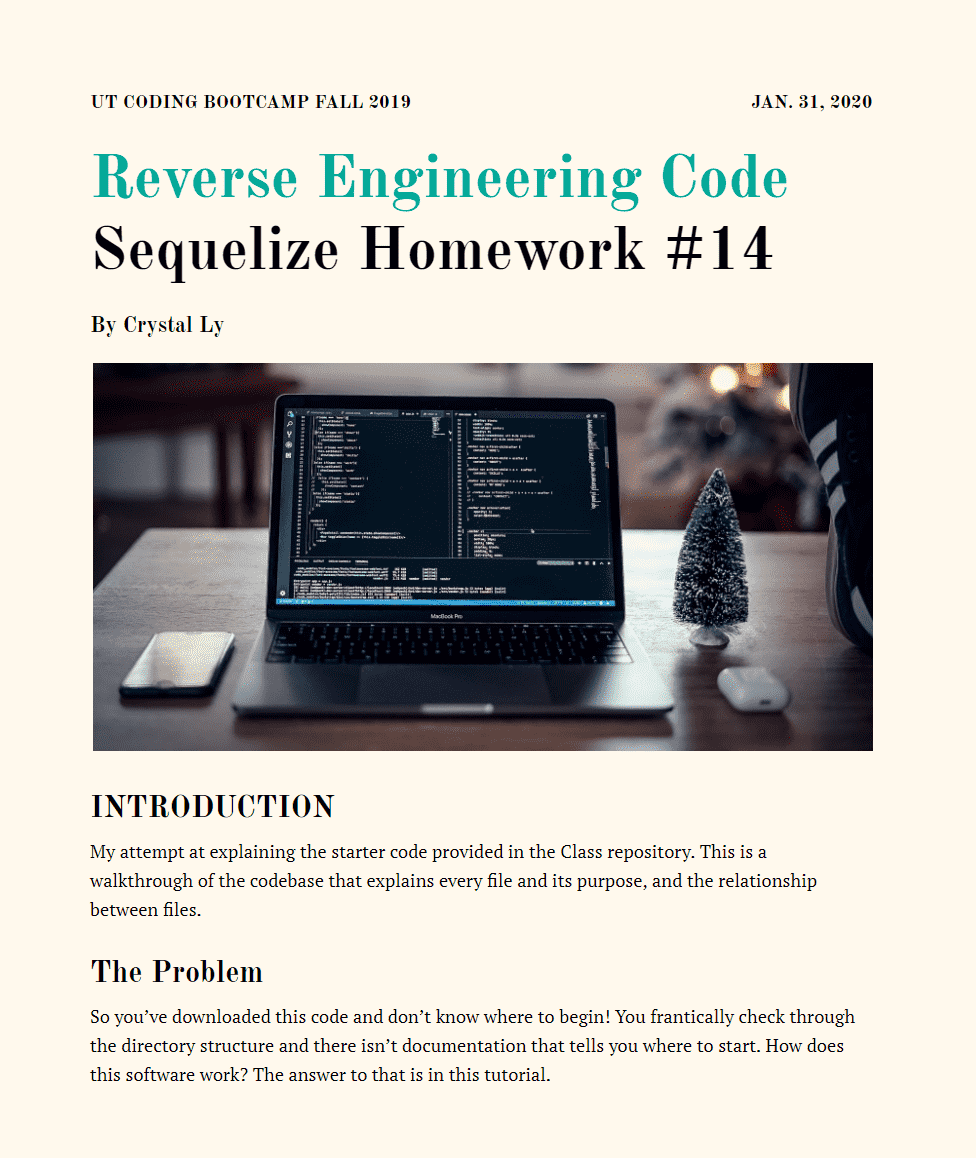 UT CODING BOOTCAMP FALL 2019
JAN. 31, 2020
Reverse Engineering Code
Sequelize Homework #14
By Crystal Ly
MacBook Pro
INTRODUCTION
My attempt at explaining the starter code provided in the Class repository. This is a
walkthrough of the codebase that explains every file and its purpose, and the relationship
between files.
The Problem
So you’ve downloaded this code and don’t know where to begin! You frantically check through
the directory structure and there isn’t documentation that tells you where to start. How does
this software work? The answer to that is in this tutorial.